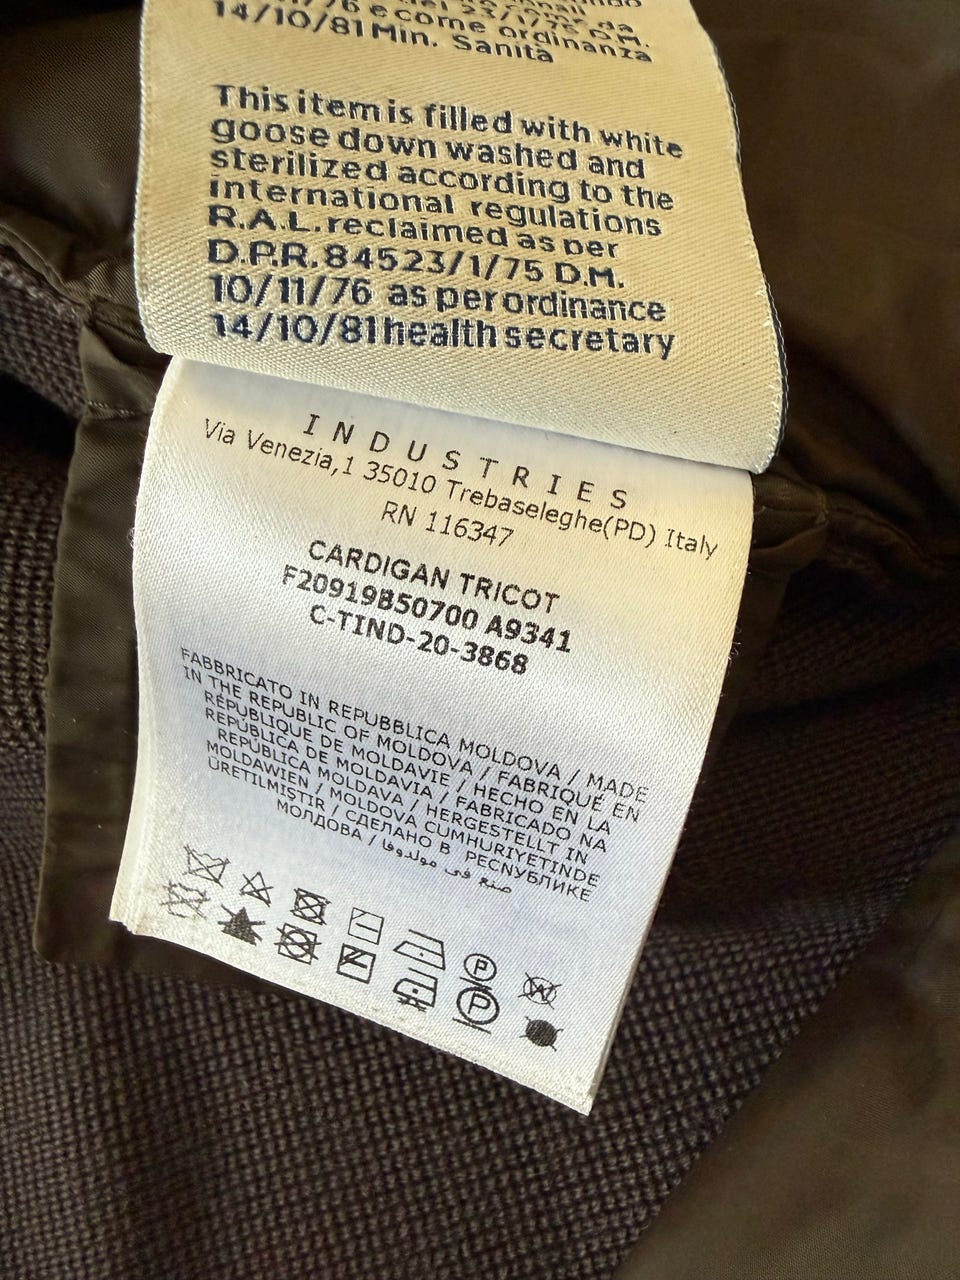 14/10/81 Min. Sanità
This item is filled with white
goose down washed and
sterilized according to the
international regulations
R.A.L. reclaimed as per
D.P.R. 845 23/1/75 D.M.
10/11/76 as per ordinance
14/10/81 health secretary
INDUSTRIES
Via Venezia,1 35010 Trebaseleghe(PD) Italy
RN 116347
CARDIGAN TRICOT
F20919B50700 A9341
C-TIND-20-3868
FABBRICATO IN REPUBBLICA MOLDOVA / MADE
IN THE REPUBLIC OF MOLDOVA / FABRIQUÉ EN
RÉPUBLIQUE DE MOLDAVIE / HECHO EN LA
REPÚBLICA DE MOLDAVIA / FABRICADO NA
REPÚBLICA MOLDAVA / HERGESTELLT IN
MOLDAWIEN / MOLDOVA CUMHURIYETINDE
ÜRETILMIŞTIR / СДЕЛАНО В РЕСПУБЛИКЕ
МОЛДОВА / صنع في مولدوفا
P
W
P